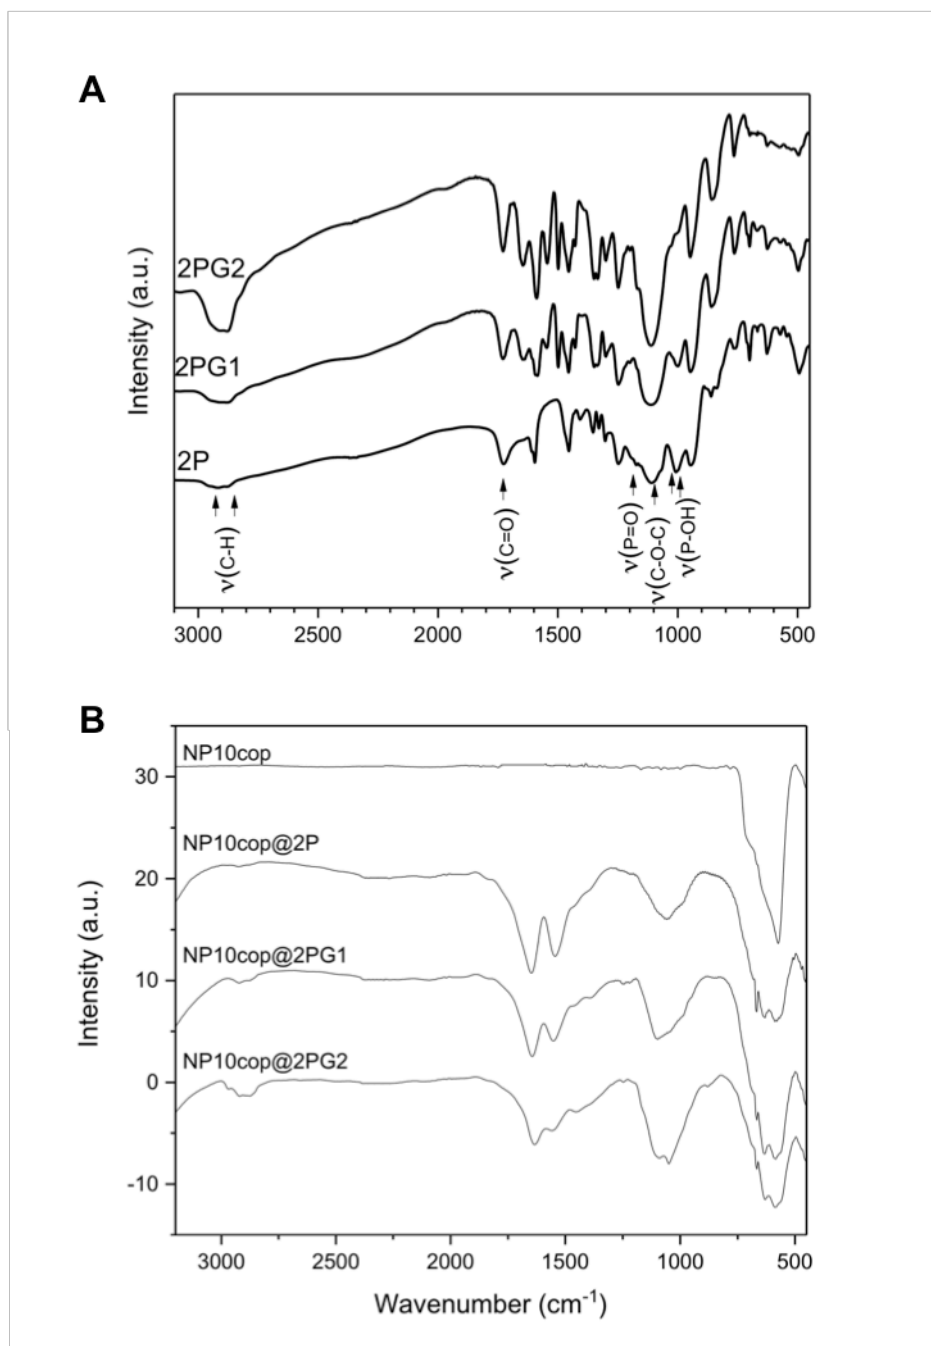 A
Intensity (a.u.)
2PG2
2PG1
2P
ν(C-H)
ν(C=O)
ν(P=O)
ν(C-O-C)
ν(P-OH)
3000 2500 2000 1500 1000 500
B
Intensity (a.u.)
30
20
10
0
-10
NP10cop
NP10cop@2P
NP10cop@2PG1
NP10cop@2PG2
3000 2500 2000 1500 1000 500
Wavenumber (cm⁻¹)